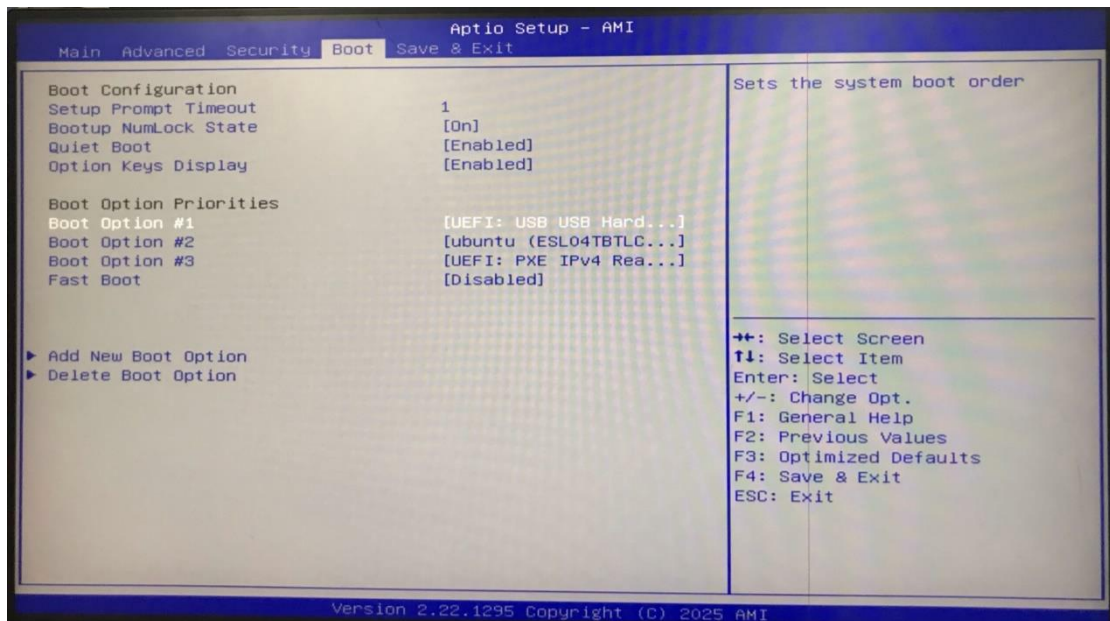 Aptio Setup - AMI
Main Advanced Security Boot Save & Exit
Boot Configuration
Setup Prompt Timeout 1
Bootup NumLock State [On]
Quiet Boot [Enabled]
Option Keys Display [Enabled]
Boot Option Priorities
Boot Option #1 [UEFI: USB USB Hard...]
Boot Option #2 [ubuntu (ESL04TBTLC...]
Boot Option #3 [UEFI: PXE IPv4 Rea...]
Fast Boot [Disabled]
Add New Boot Option
Delete Boot Option
Sets the system boot order
→←: Select Screen
↑↓: Select Item
Enter: Select
+/-: Change Opt.
F1: General Help
F2: Previous Values
F3: Optimized Defaults
F4: Save & Exit
ESC: Exit
Version 2.22.1295 Copyright (C) 2025 AMI